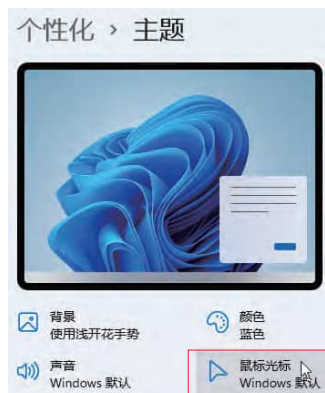 个性化 › 主题
背景
使用浅开花手势
颜色
蓝色
声音
Windows 默认
鼠标光标
Windows 默认